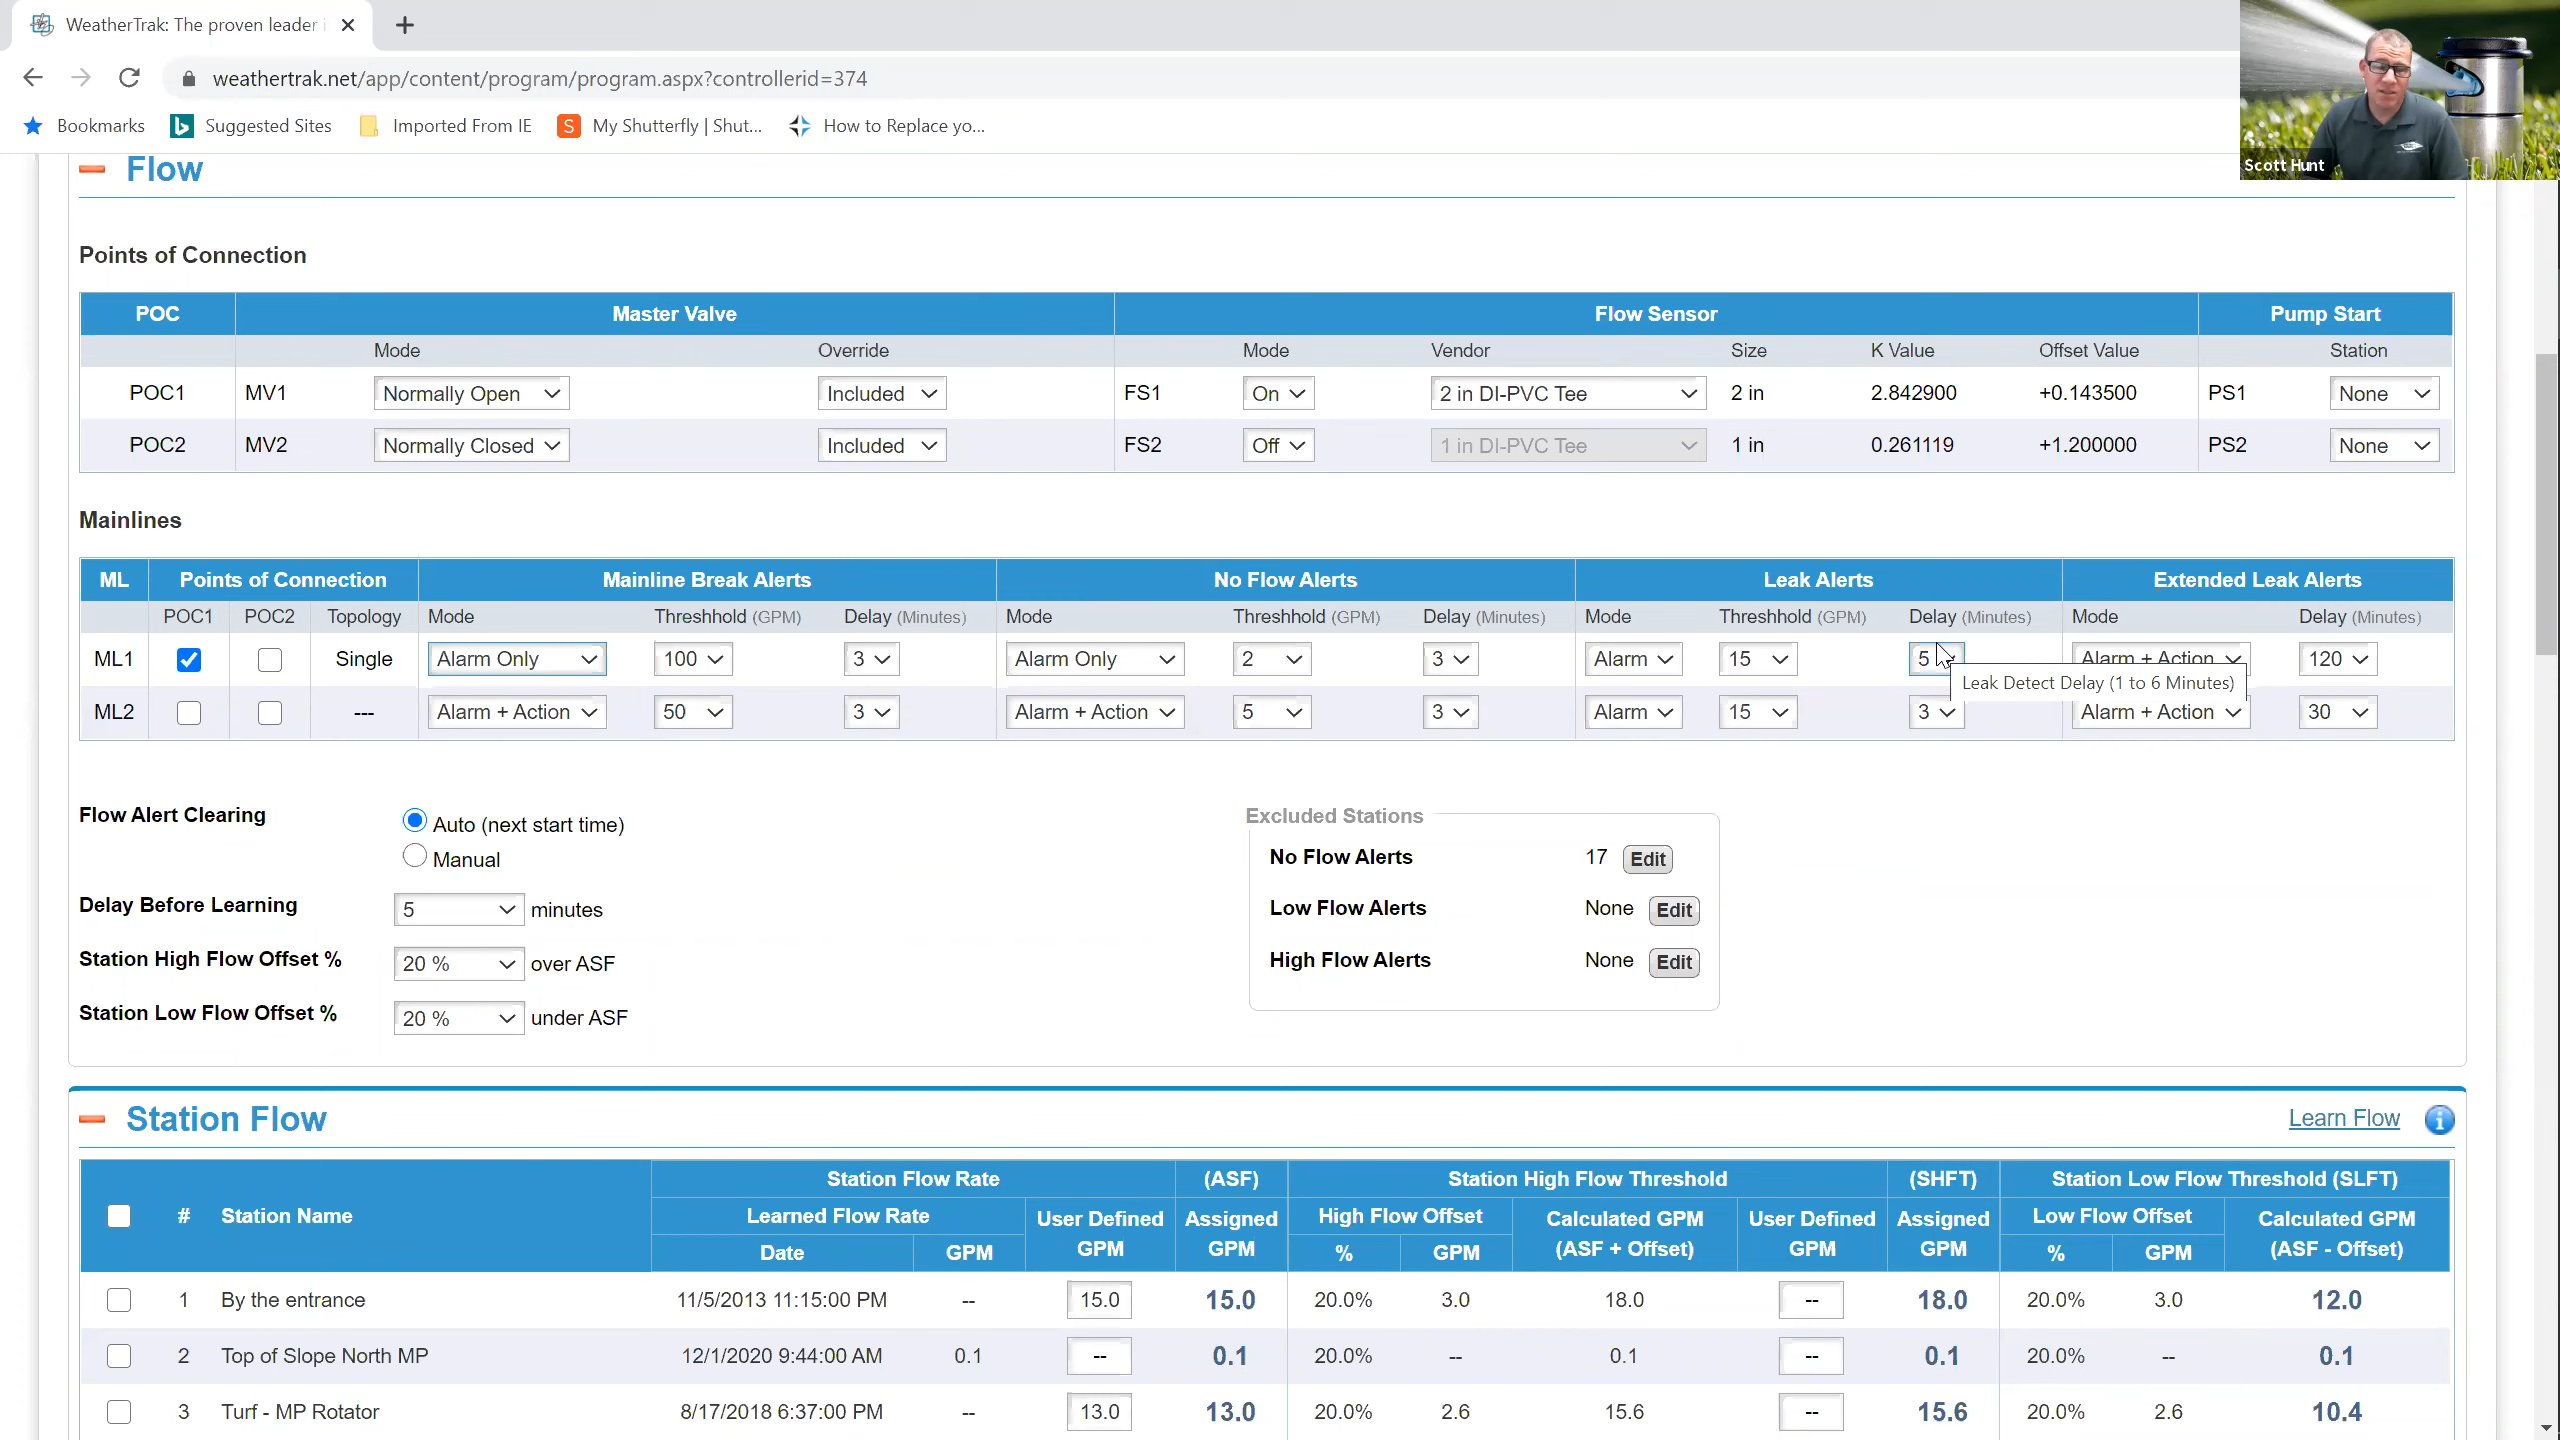 WeatherTrak: The proven leader i
weathertrak.net/app/content/program/program.aspx?controllerid=374
Bookmarks Suggested Sites Imported From IE My Shutterfly | Shut... How to Replace yo...
Scott Hunt
Flow
Points of Connection
POC Master Valve Flow Sensor Pump Start
Mode Override Mode Vendor Size K Value Offset Value Station
POC1 MV1 Normally Open Included FS1 On 2 in DI-PVC Tee 2 in 2.842900 +0.143500 PS1 None
POC2 MV2 Normally Closed Included FS2 Off 1 in DI-PVC Tee 1 in 0.261119 +1.200000 PS2 None
Mainlines
ML Points of Connection Mainline Break Alerts No Flow Alerts Leak Alerts Extended Leak Alerts
POC1 POC2 Topology Mode Threshhold (GPM) Delay (Minutes) Mode Threshhold (GPM) Delay (Minutes) Mode Threshhold (GPM) Delay (Minutes) Mode Delay (Minutes)
ML1 Single Alarm Only 100 3 Alarm Only 2 3 Alarm 15 5 Alarm + Action 120
Leak Detect Delay (1 to 6 Minutes)
ML2 --- Alarm + Action 50 3 Alarm + Action 5 3 Alarm 15 3 Alarm + Action 30
Flow Alert Clearing Auto (next start time)
Manual
Delay Before Learning 5 minutes
Station High Flow Offset % 20 % over ASF
Station Low Flow Offset % 20 % under ASF
Excluded Stations
No Flow Alerts 17 Edit
Low Flow Alerts None Edit
High Flow Alerts None Edit
Station Flow Learn Flow
Station Flow Rate (ASF) Station High Flow Threshold (SHFT) Station Low Flow Threshold (SLFT)
# Station Name Learned Flow Rate User Defined GPM Assigned GPM High Flow Offset Calculated GPM (ASF + Offset) User Defined GPM Assigned GPM Low Flow Offset Calculated GPM (ASF - Offset)
Date GPM % GPM % GPM
1 By the entrance 11/5/2013 11:15:00 PM -- 15.0 15.0 20.0% 3.0 18.0 -- 18.0 20.0% 3.0 12.0
2 Top of Slope North MP 12/1/2020 9:44:00 AM 0.1 -- 0.1 20.0% -- 0.1 -- 0.1 20.0% -- 0.1
3 Turf - MP Rotator 8/17/2018 6:37:00 PM -- 13.0 13.0 20.0% 2.6 15.6 -- 15.6 20.0% 2.6 10.4